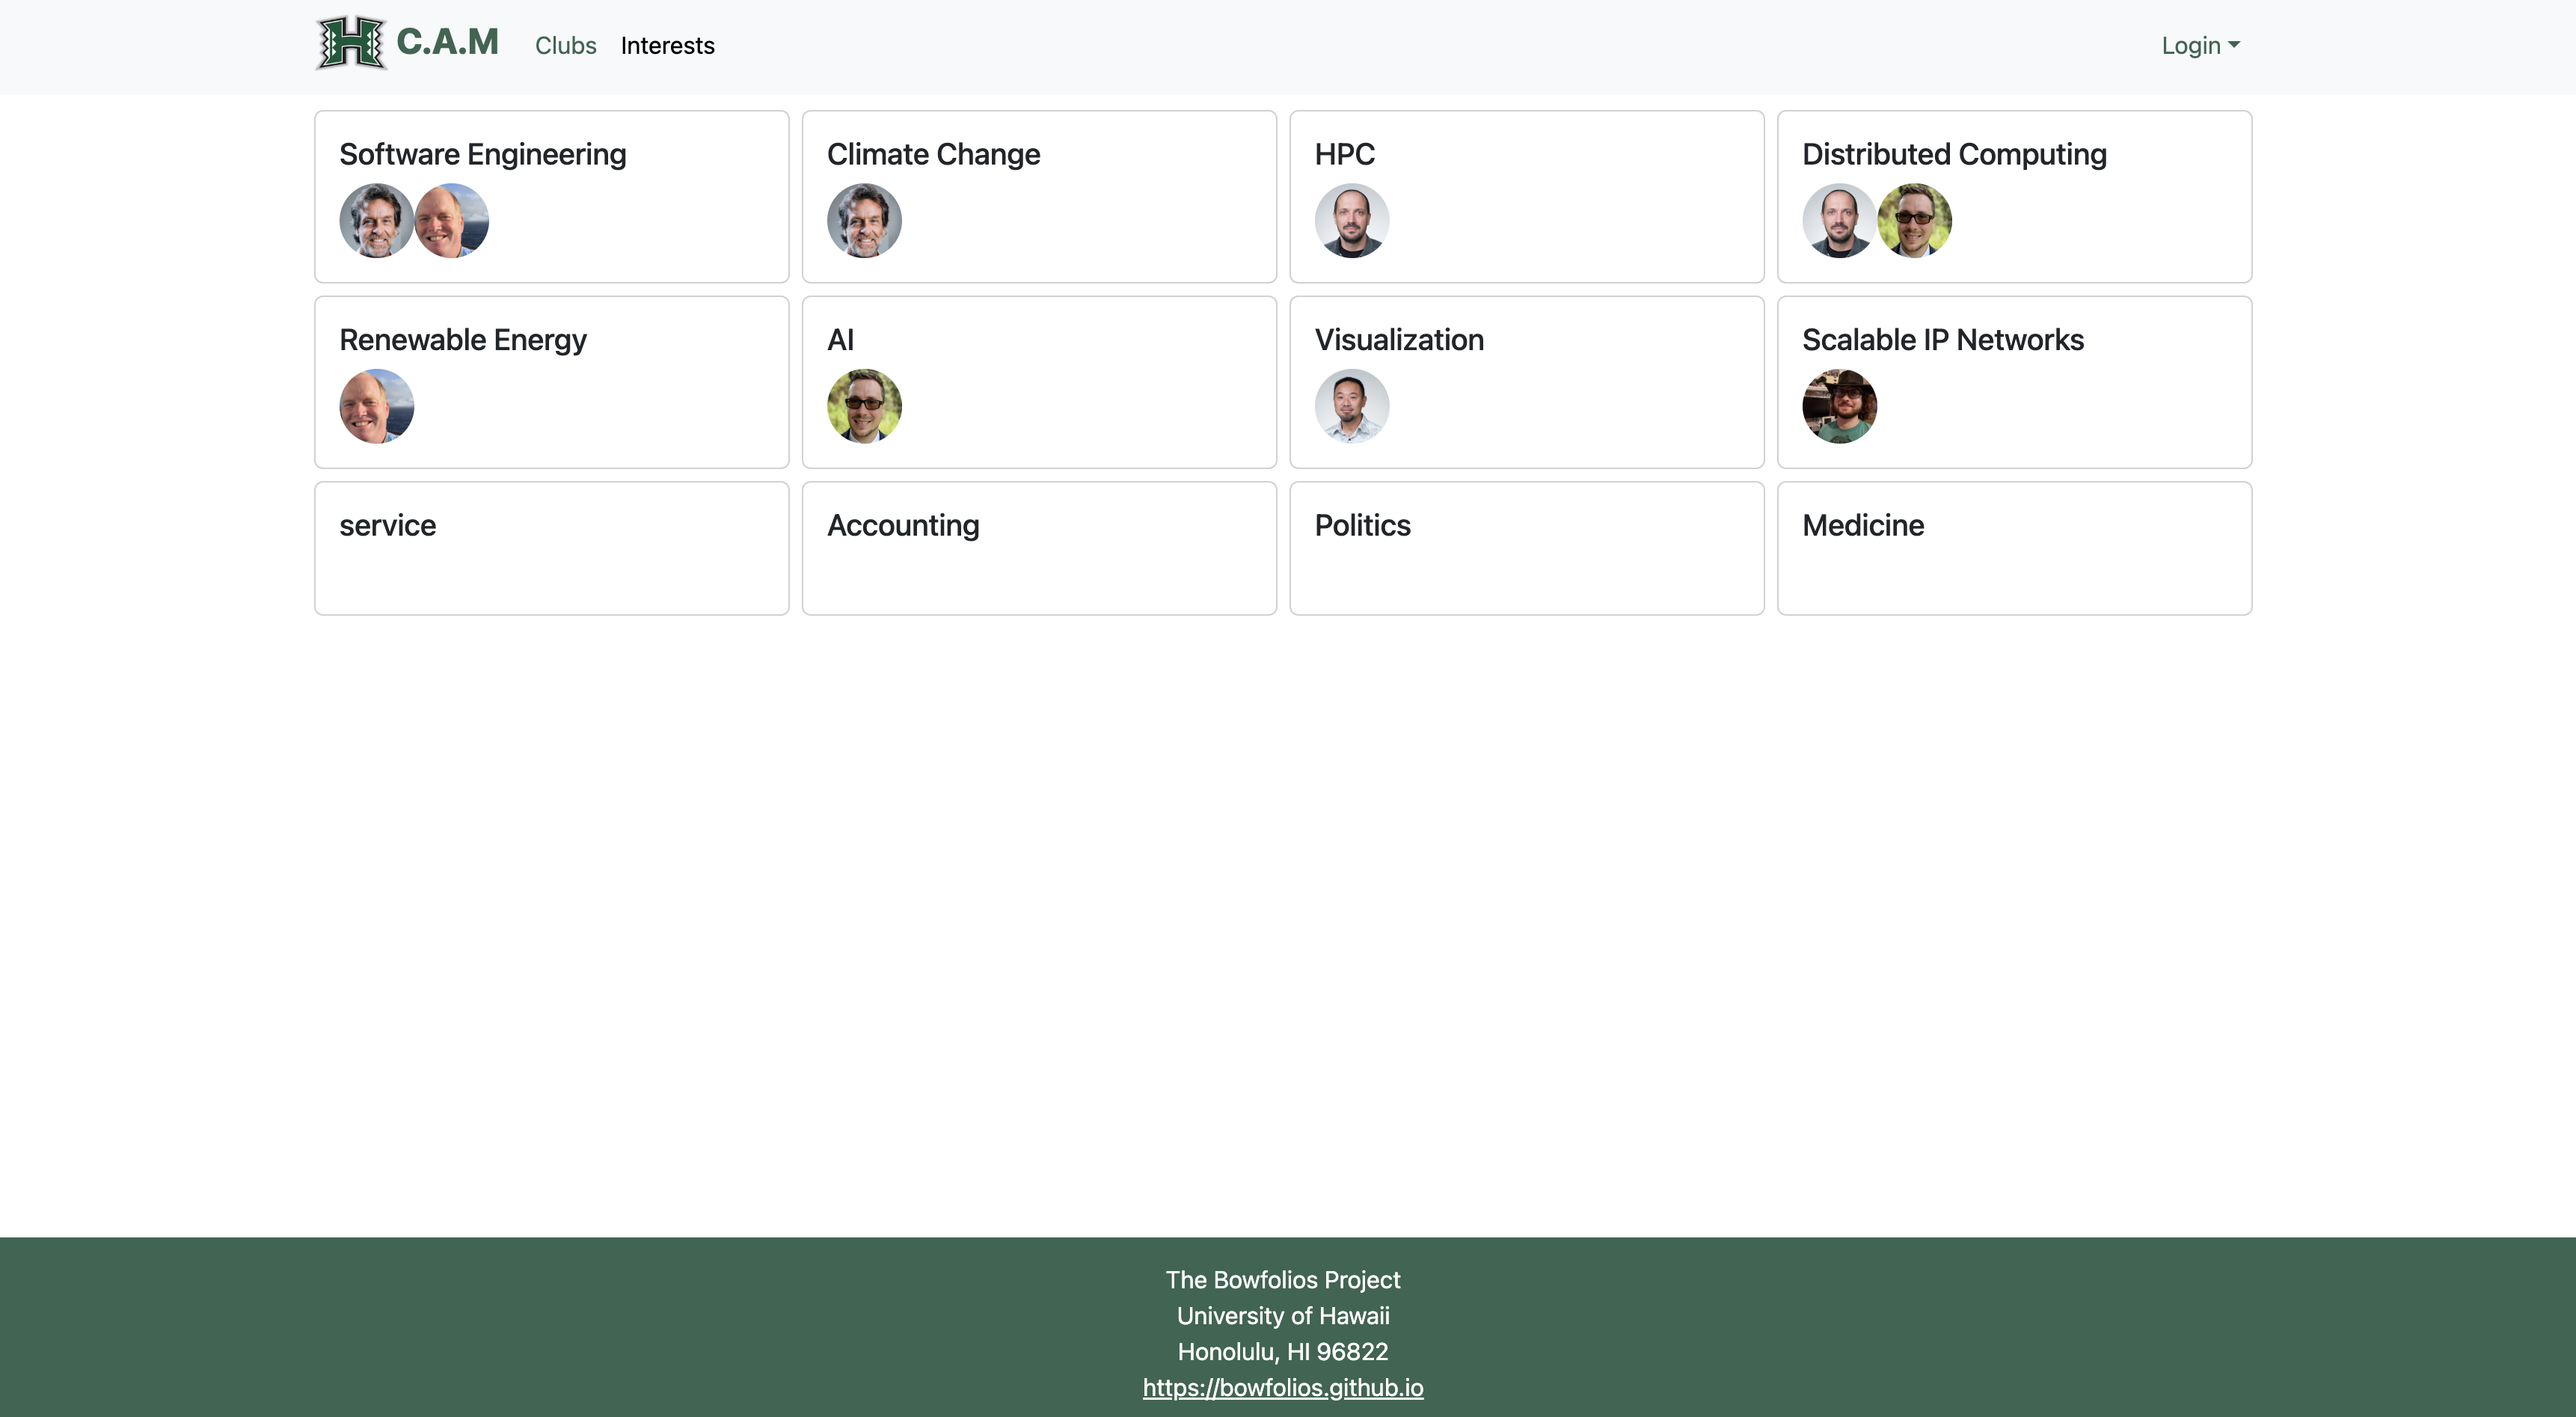 H C.A.M Clubs Interests Login
Software Engineering
Climate Change
HPC
Distributed Computing
Renewable Energy
AI
Visualization
Scalable IP Networks
service
Accounting
Politics
Medicine
The Bowfolios Project
University of Hawaii
Honolulu, HI 96822
https://bowfolios.github.io